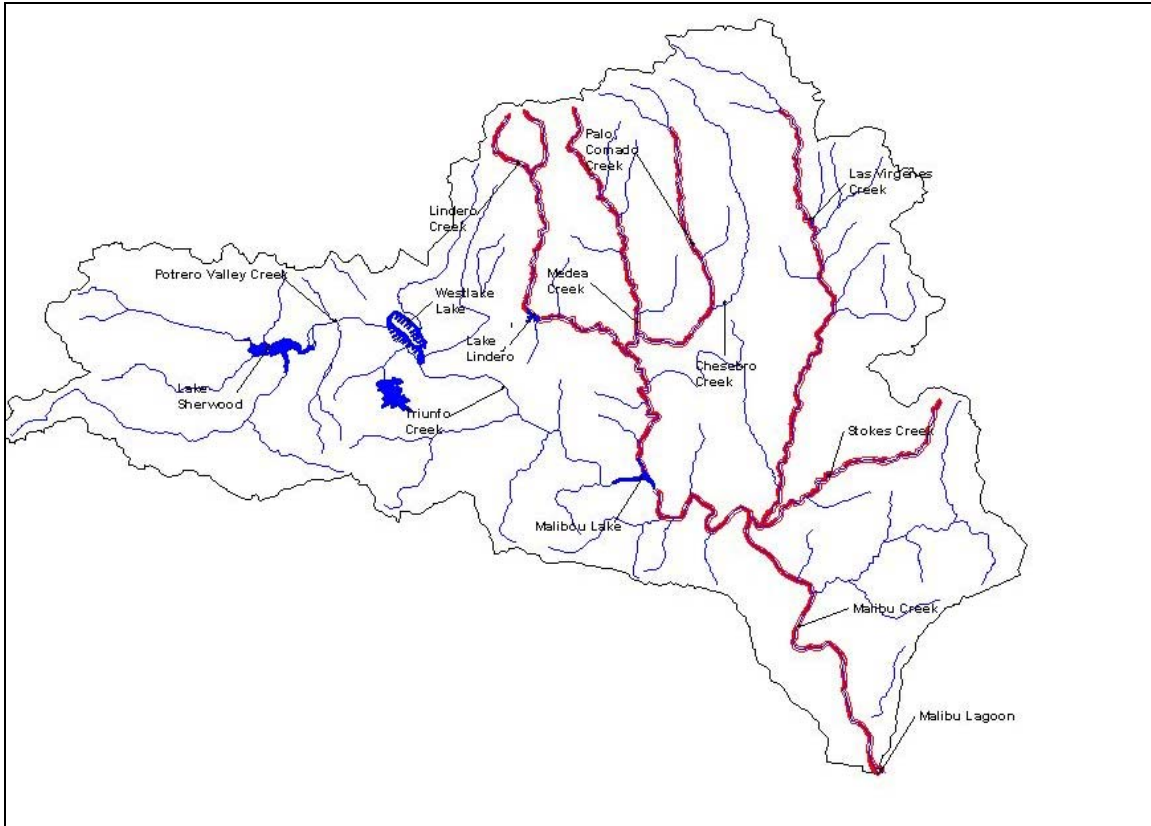 Palo
Comado
Creek
Las Virgenes
Creek
Lindero
Creek
Potrero Valley Creek
Westlake
Lake
Medea
Creek
Lake
Lindero
Chesebro
Creek
Lake
Sherwood
Triunfo
Creek
Stokes Creek
Malibou Lake
Malibu Creek
Malibu Lagoon